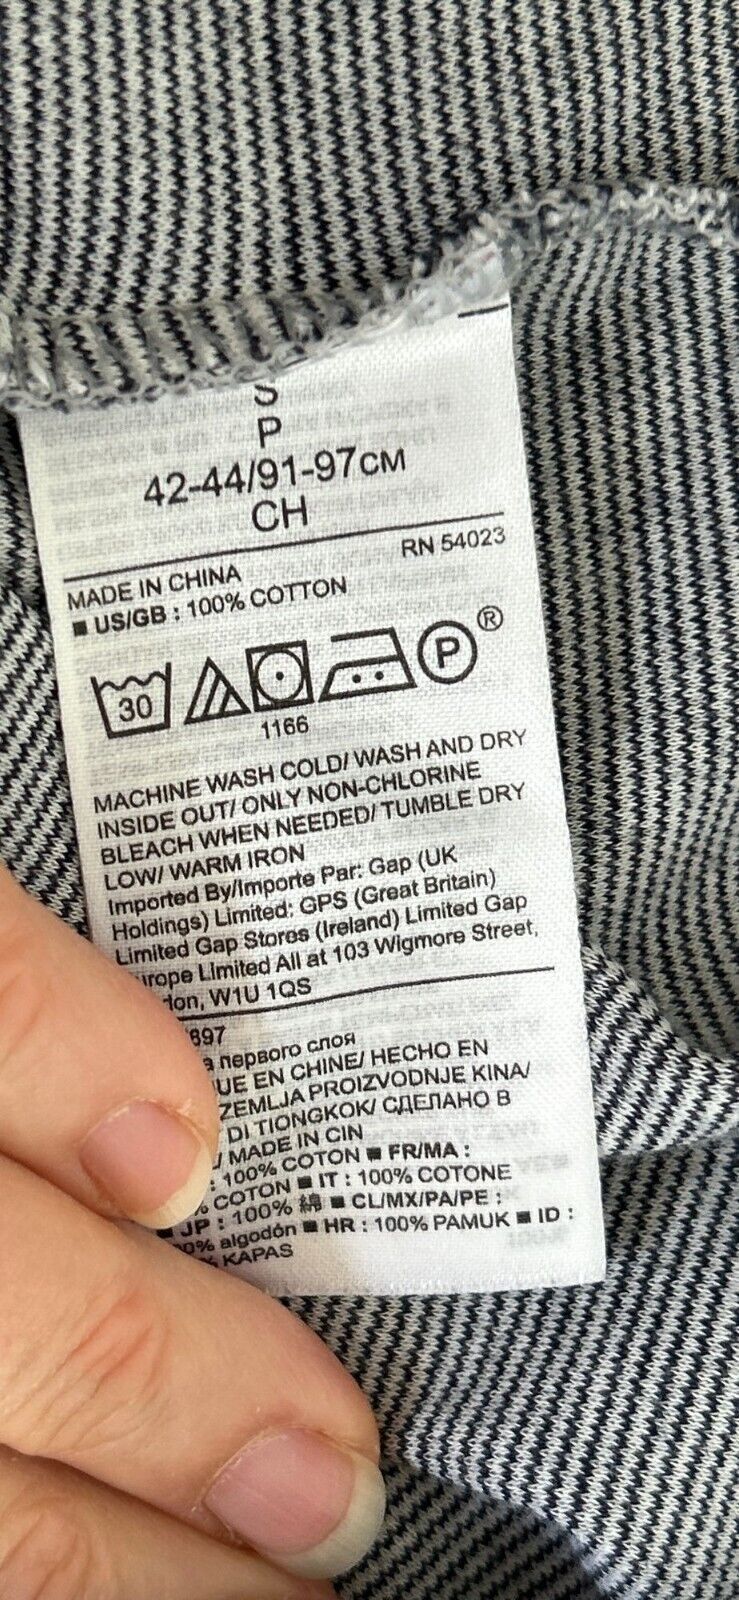 S
P
42-44/91-97CM
CH
RN 54023
MADE IN CHINA
■ US/GB : 100% COTTON
30
P
®
1166
MACHINE WASH COLD/ WASH AND DRY
INSIDE OUT/ ONLY NON-CHLORINE
BLEACH WHEN NEEDED/ TUMBLE DRY
LOW/ WARM IRON
Imported By/Importe Par: Gap (UK
Holdings) Limited: GPS (Great Britain)
Limited Gap Stores (Ireland) Limited Gap
Limited All at 103 Wigmore Street,
W1U 1QS
897
первого слоя
EN CHINE/ HECHO EN
ZEMLJA PROIZVODNJE KINA/
DI TIONGKOK/ СДЕЛАНО В
/ MADE IN CIN
: 100% COTON ■ FR/MA :
% COTON ■ IT : 100% COTONE
■ JP : 100% 綿 ■ CL/MX/PA/PE :
algodón ■ HR : 100% PAMUK ■ ID :
% KAPAS